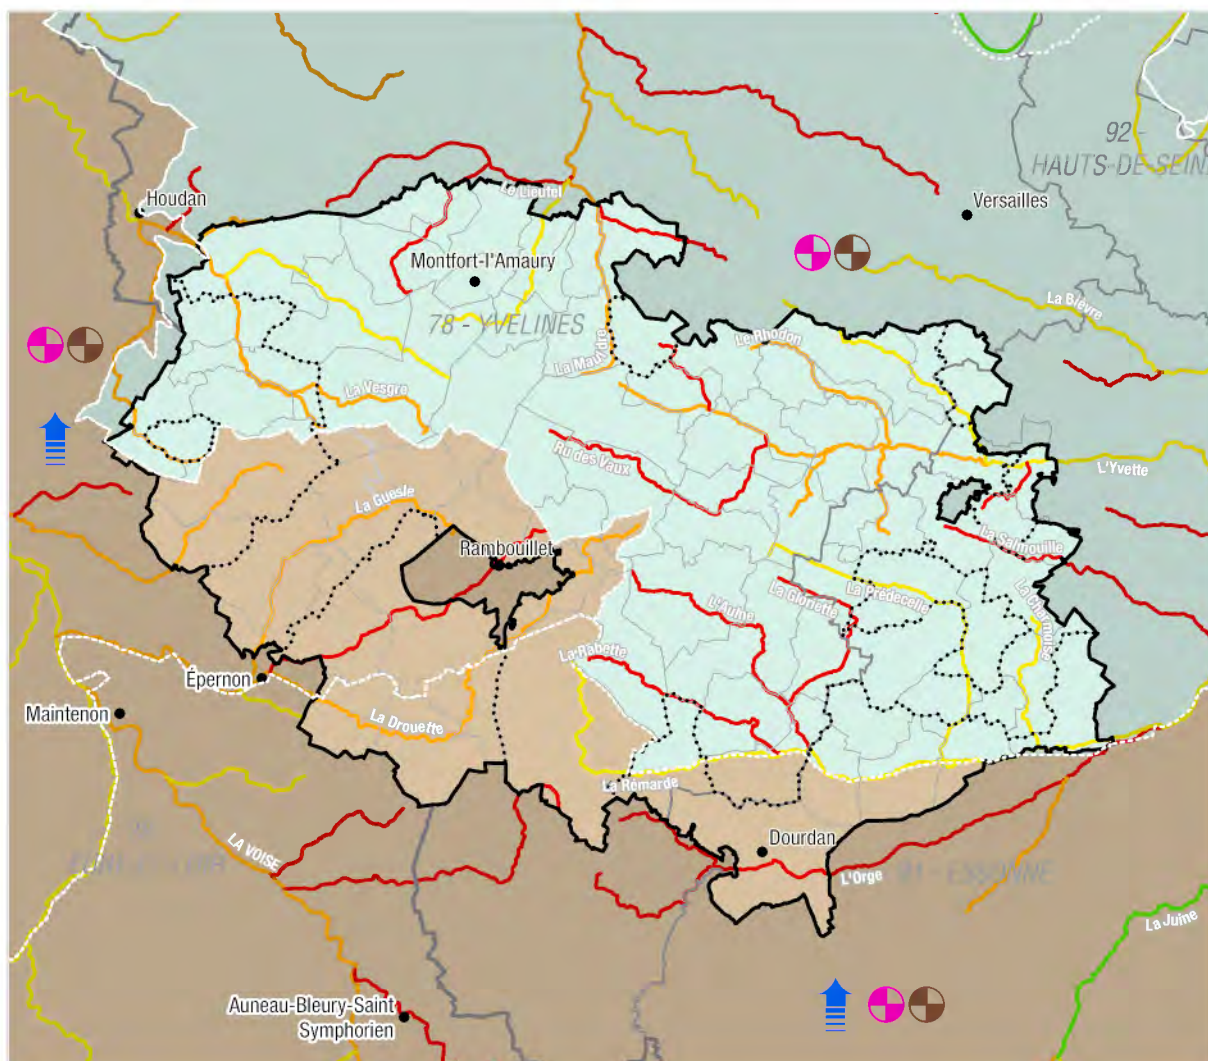 92 -
HAUTS-DE-SEIN
Houdan
Le Lieutel
Versailles
Montfort-l'Amaury
La Bièvre
78 - YVELINES
Le Rhodon
La Mauldre
La Vesgre
Ru des Vaux
L'Yvette
La Guesle
La Salmouille
Rambouillet
La Prédecelle
La Gloriette
L'Aulne
La Charmoise
La Rabette
Épernon
Maintenon
La Drouette
La Rémarde
LA VOISE
Dourdan
L'Orge
91 - ESSONNE
La Juine
Auneau-Bleury-Saint
Symphorien